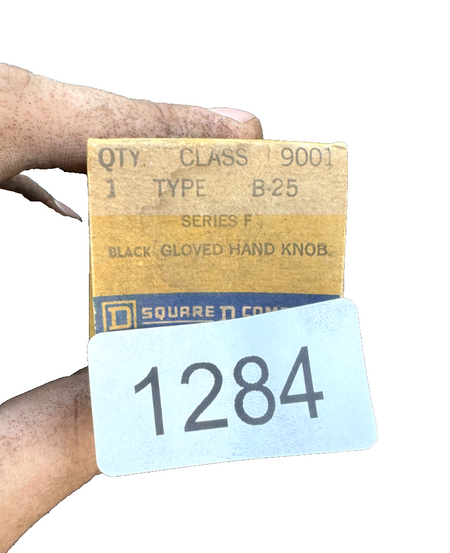 QTY. CLASS 9001
1 TYPE B-25
SERIES F
BLACK GLOVED HAND KNOB
D SQUARE D
1284